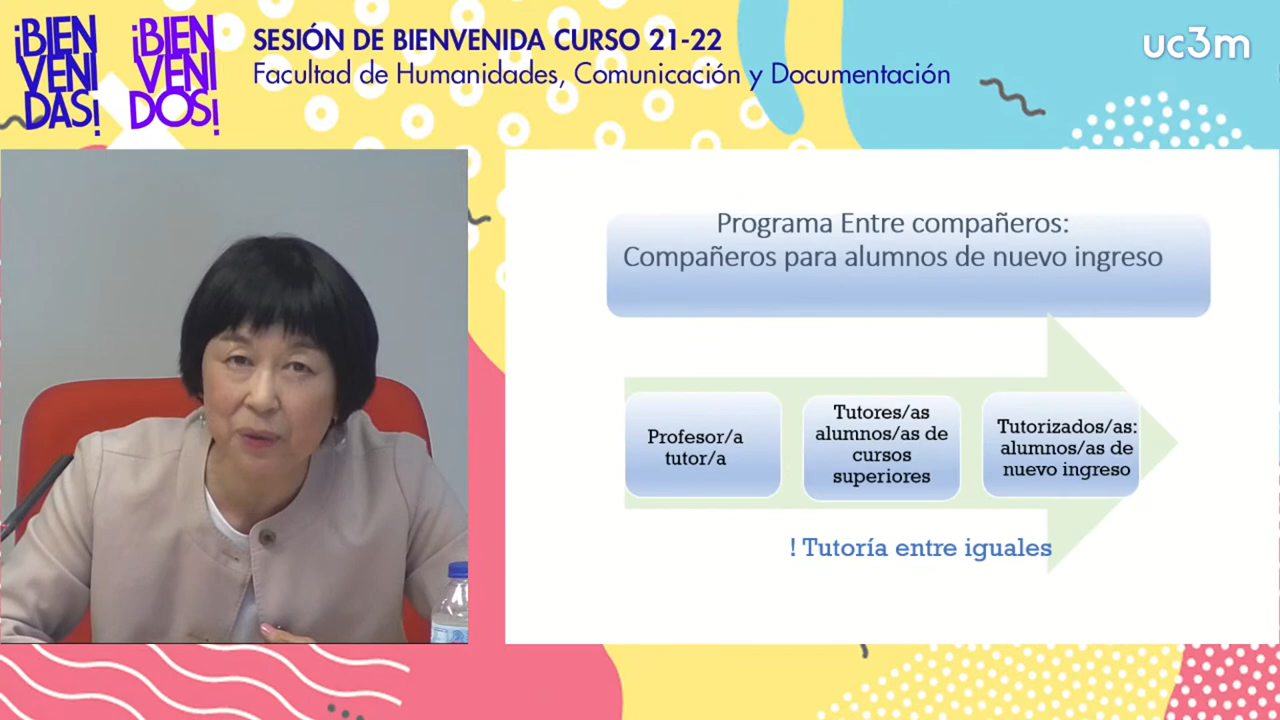 ¡BIEN
VENI
DAS!
¡BIEN
VENI
DOS!
SESIÓN DE BIENVENIDA CURSO 21-22
Facultad de Humanidades, Comunicación y Documentación
uc3m
Programa Entre compañeros:
Compañeros para alumnos de nuevo ingreso
Profesor/a
tutor/a
Tutores/as
alumnos/as de
cursos
superiores
Tutorizados/as:
alumnos/as de
nuevo ingreso
! Tutoría entre iguales